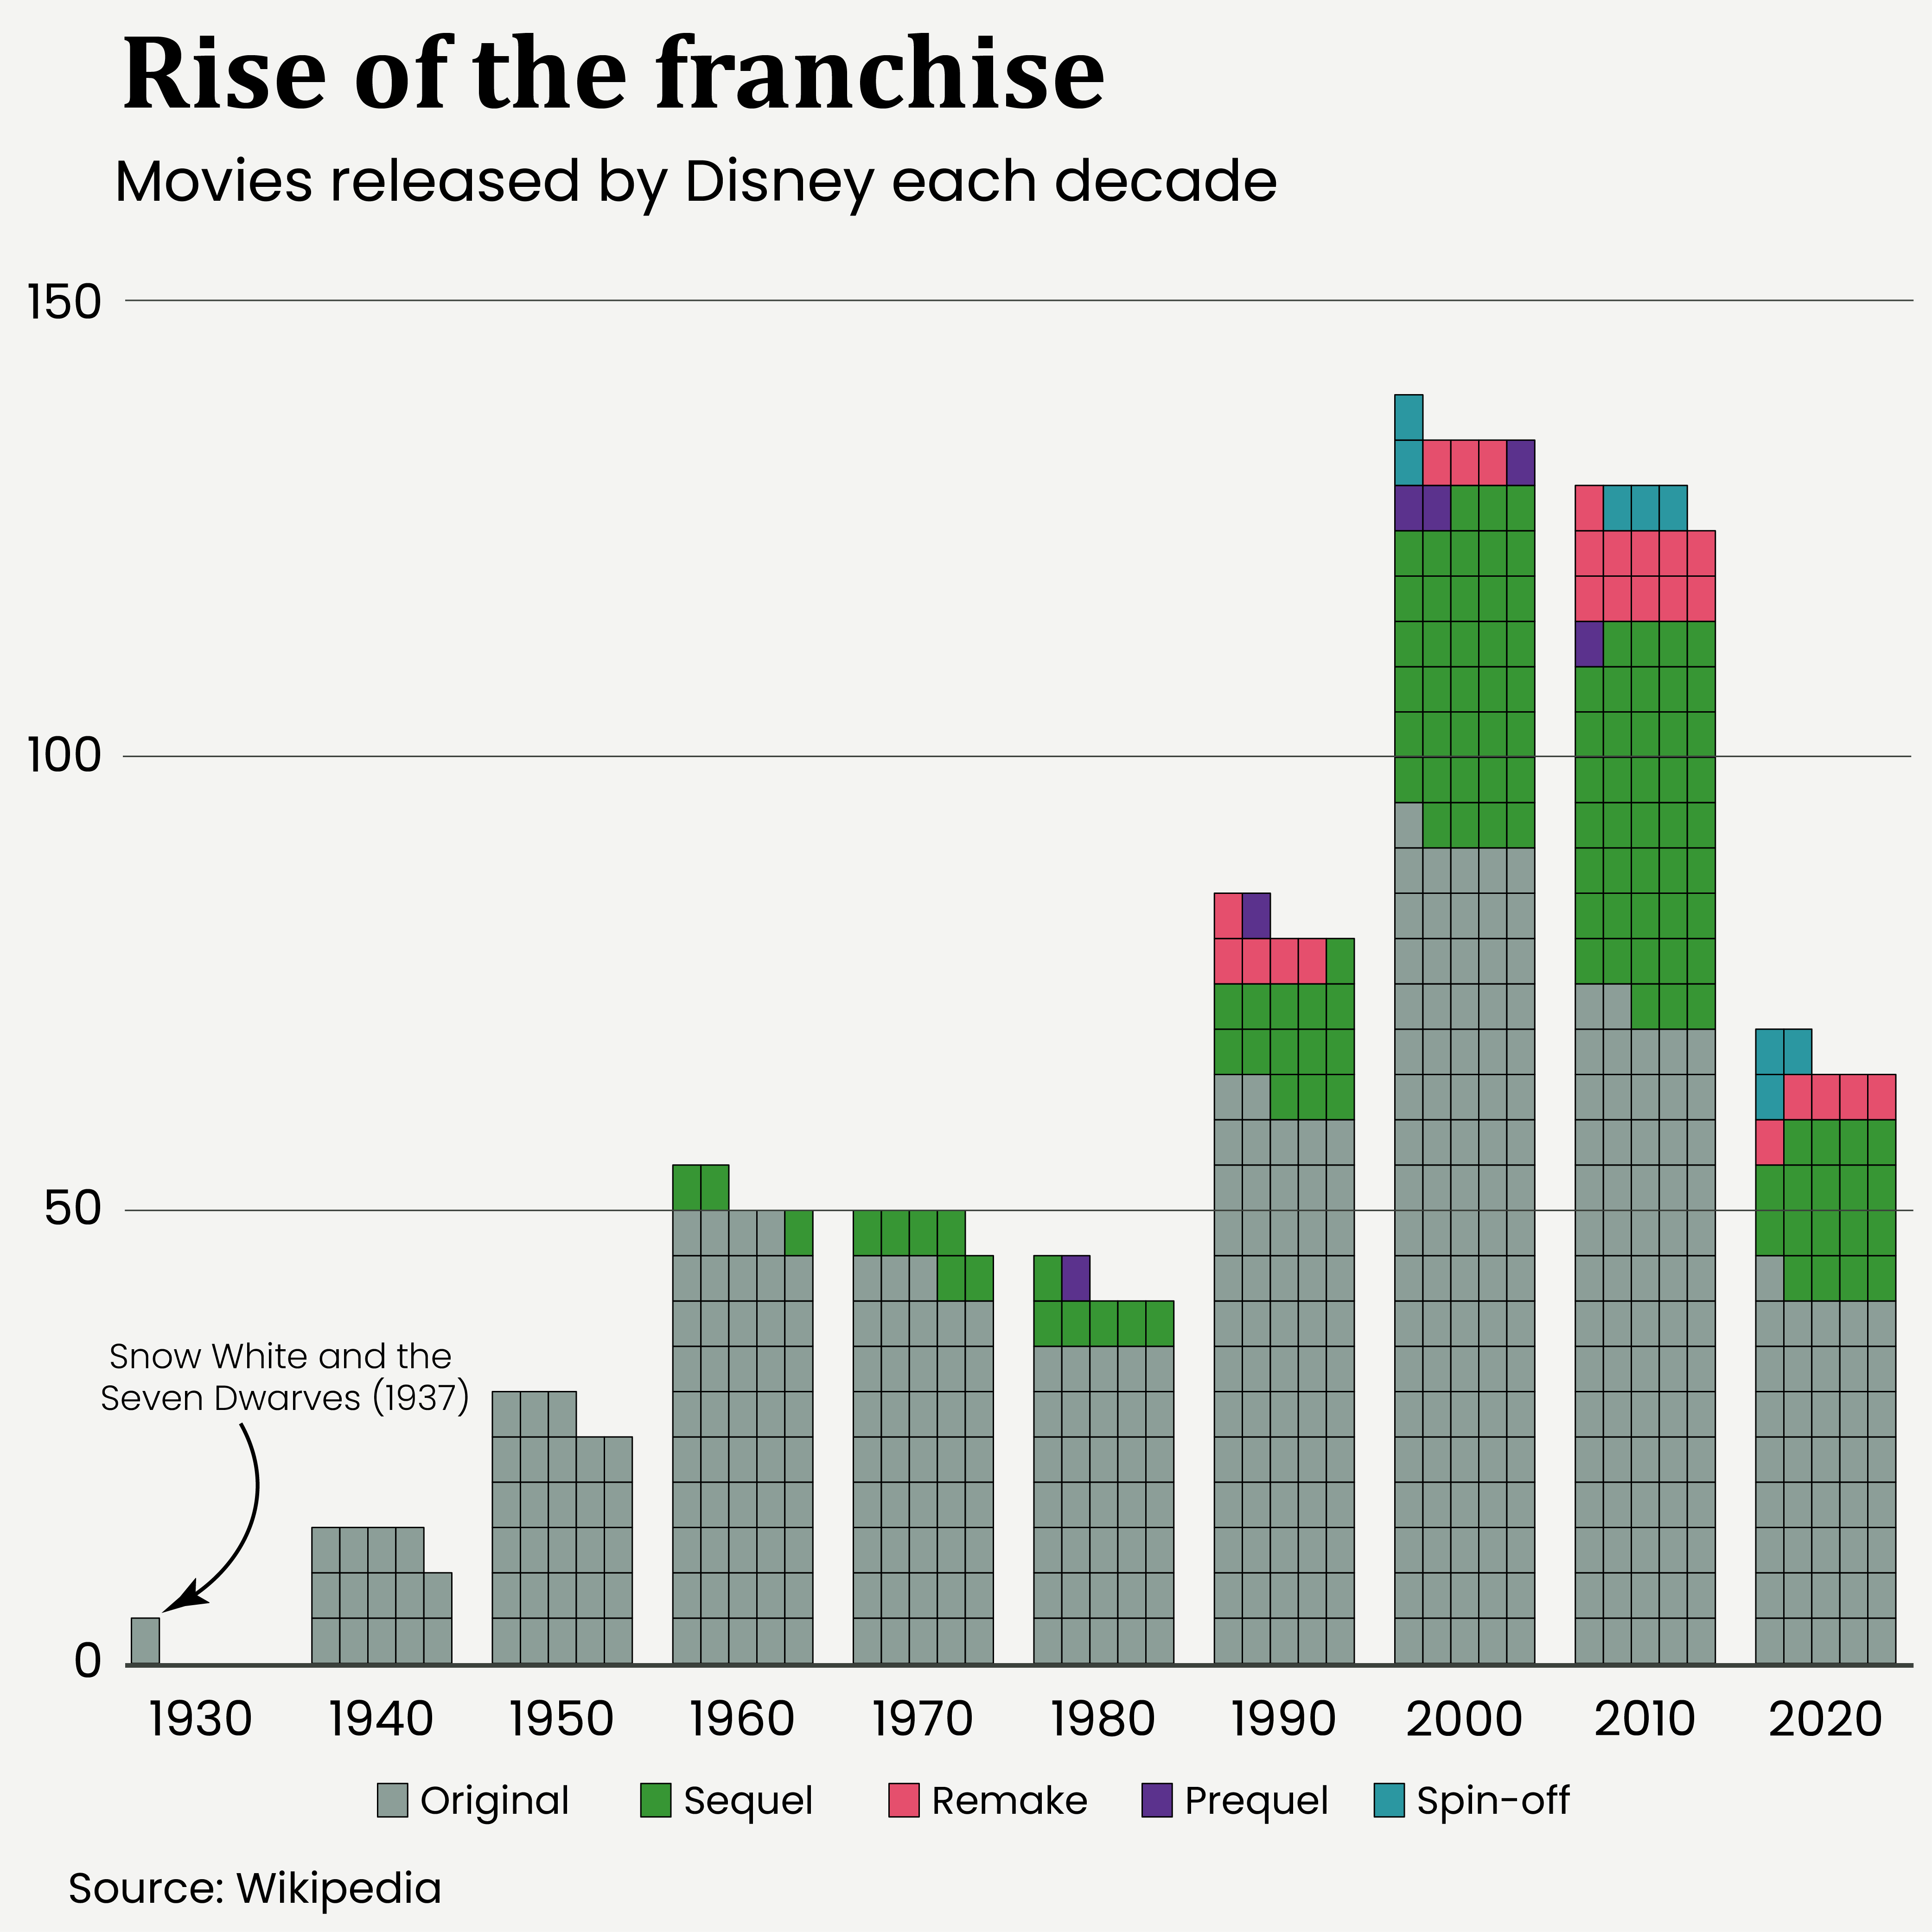 Rise of the franchise
Movies released by Disney each decade
150
100
50
Snow White and the
Seven Dwarves (1937)
0
1930 1940 1950 1960 1970 1980 1990 2000 2010 2020
Original Sequel Remake Prequel Spin-off
Source: Wikipedia